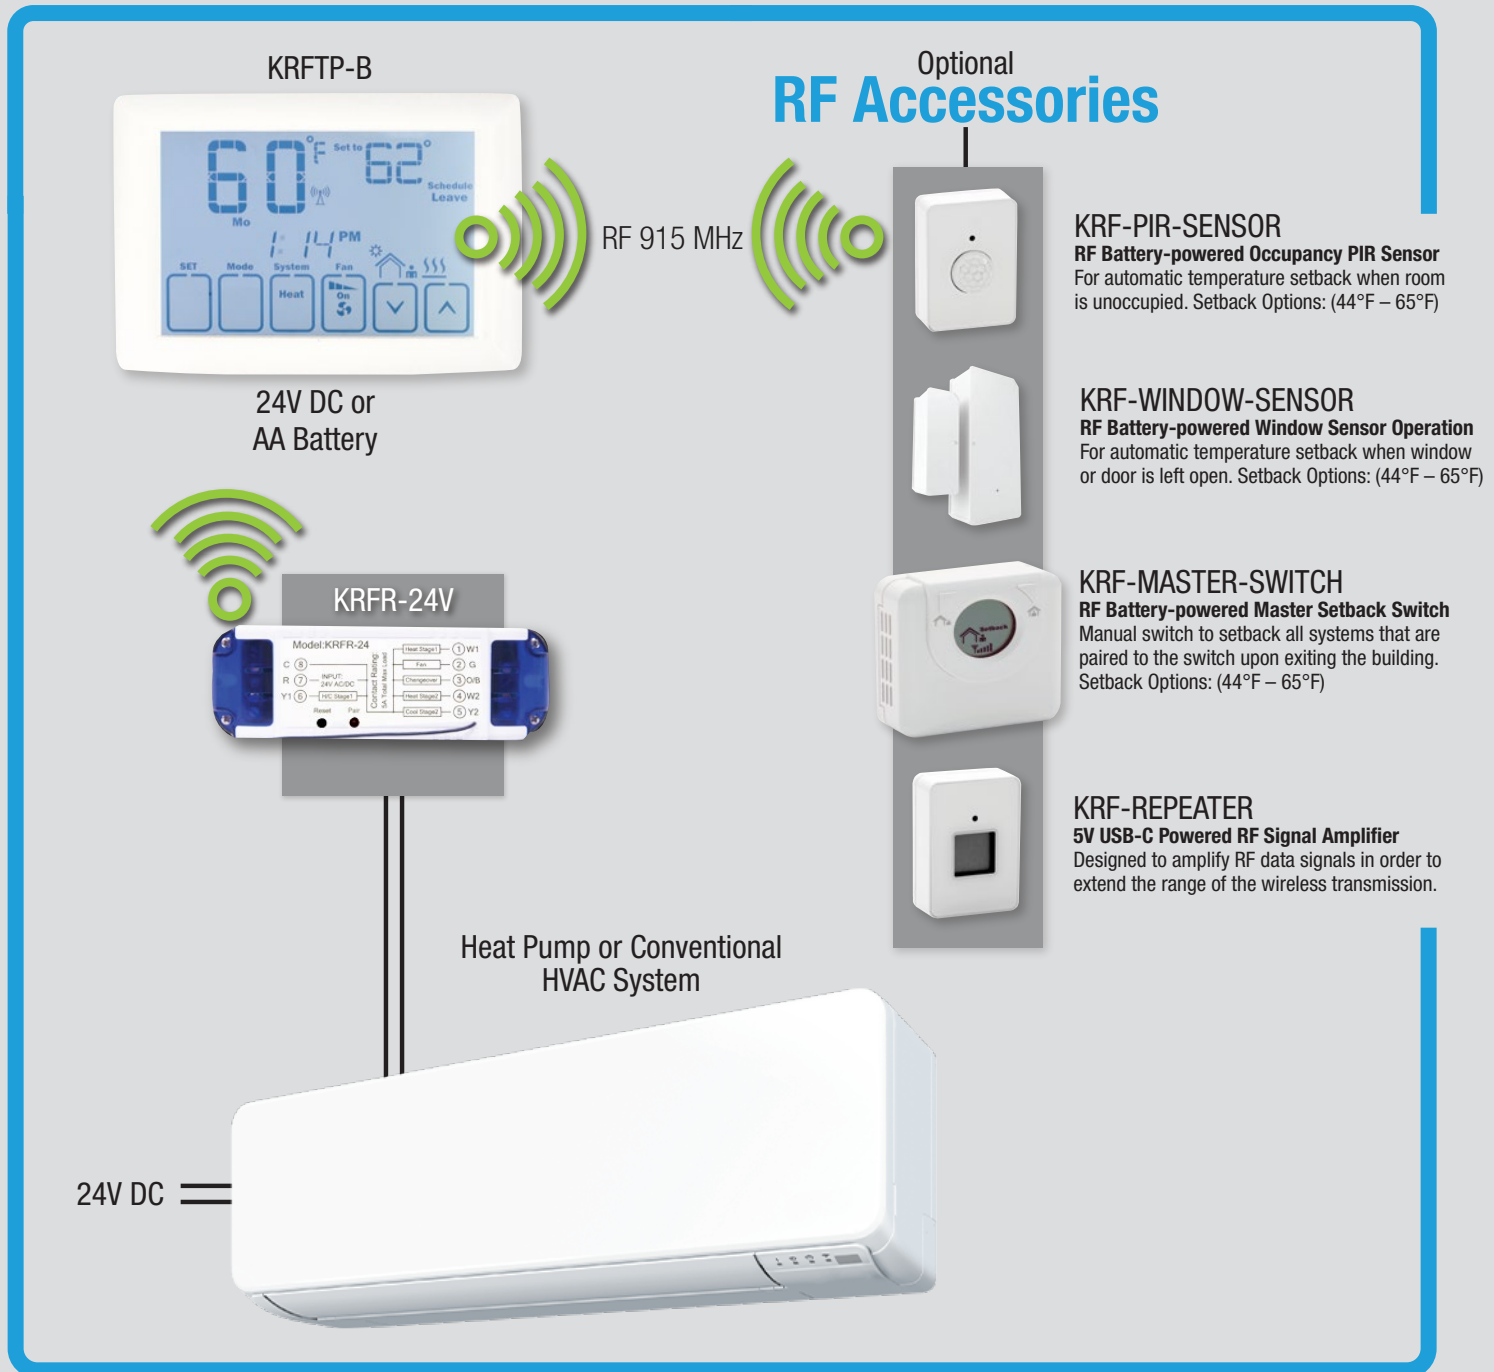 KRFTP-B
60°F
Set to 62°
Schedule
Leave
Mo
1:14 PM
SET Mode System Fan
Heat
On
24V DC or
AA Battery
RF 915 MHz
Optional
RF Accessories
KRF-PIR-SENSOR
RF Battery-powered Occupancy PIR Sensor
For automatic temperature setback when room
is unoccupied. Setback Options: (44°F – 65°F)
KRF-WINDOW-SENSOR
RF Battery-powered Window Sensor Operation
For automatic temperature setback when window
or door is left open. Setback Options: (44°F – 65°F)
Setback
KRF-MASTER-SWITCH
RF Battery-powered Master Setback Switch
Manual switch to setback all systems that are
paired to the switch upon exiting the building.
Setback Options: (44°F – 65°F)
KRF-REPEATER
5V USB-C Powered RF Signal Amplifier
Designed to amplify RF data signals in order to
extend the range of the wireless transmission.
KRFR-24V
Model:KRFR-24
C 8
R 7 INPUT:
24V AC/DC
Y1 6 H/C Stage1
Reset Pair
Contact Rating:
5A Total Max Load
Heat Stage1 1 W1
Fan 2 G
Changeover 3 O/B
Heat Stage2 4 W2
Cool Stage2 5 Y2
Heat Pump or Conventional
HVAC System
24V DC